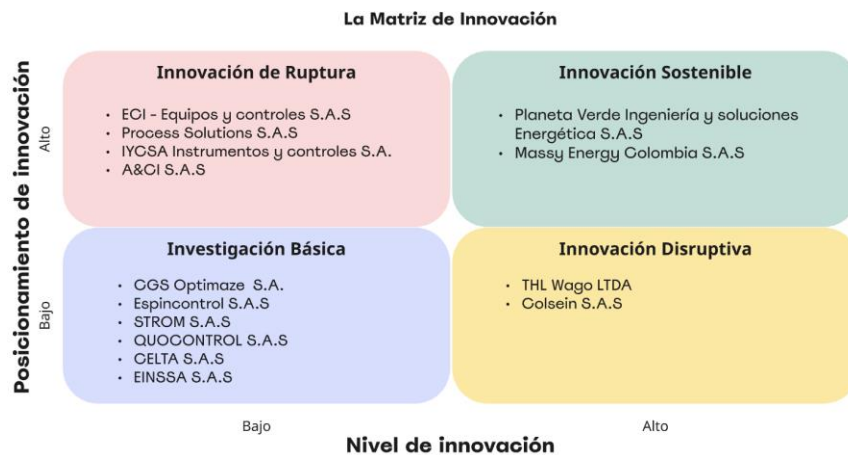 La Matriz de Innovación
Posicionamiento de innovación
Alto
Innovación de Ruptura
• ECI - Equipos y controles S.A.S
• Process Solutions S.A.S
• IYCSA Instrumentos y controles S.A.
• A&CI S.A.S
Innovación Sostenible
• Planeta Verde Ingeniería y soluciones
Energética S.A.S
• Massy Energy Colombia S.A.S
Bajo
Investigación Básica
• CGS Optimaze S.A.
• Espincontrol S.A.S
• STROM S.A.S
• QUOCONTROL S.A.S
• CELTA S.A.S
• EINSSA S.A.S
Innovación Disruptiva
• THL Wago LTDA
• Colsein S.A.S
Bajo
Alto
Nivel de innovación